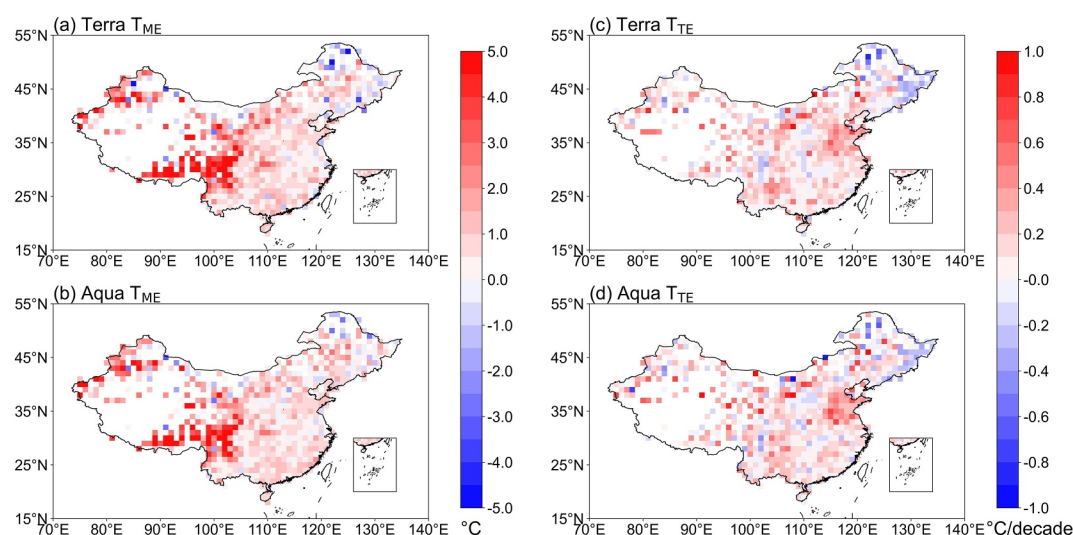 (a) Terra T_ME
55°N
45°N
35°N
25°N
15°N
70°E 80°E 90°E 100°E 110°E 120°E 130°E 140°E
5.0
4.0
3.0
2.0
1.0
0.0
-1.0
-2.0
-3.0
-4.0
-5.0
°C
(c) Terra T_TE
55°N
45°N
35°N
25°N
15°N
70°E 80°E 90°E 100°E 110°E 120°E 130°E 140°E
1.0
0.8
0.6
0.4
0.2
-0.0
-0.2
-0.4
-0.6
-0.8
-1.0
°C/decade
(b) Aqua T_ME
55°N
45°N
35°N
25°N
15°N
70°E 80°E 90°E 100°E 110°E 120°E 130°E 140°E
(d) Aqua T_TE
55°N
45°N
35°N
25°N
15°N
70°E 80°E 90°E 100°E 110°E 120°E 130°E 140°E